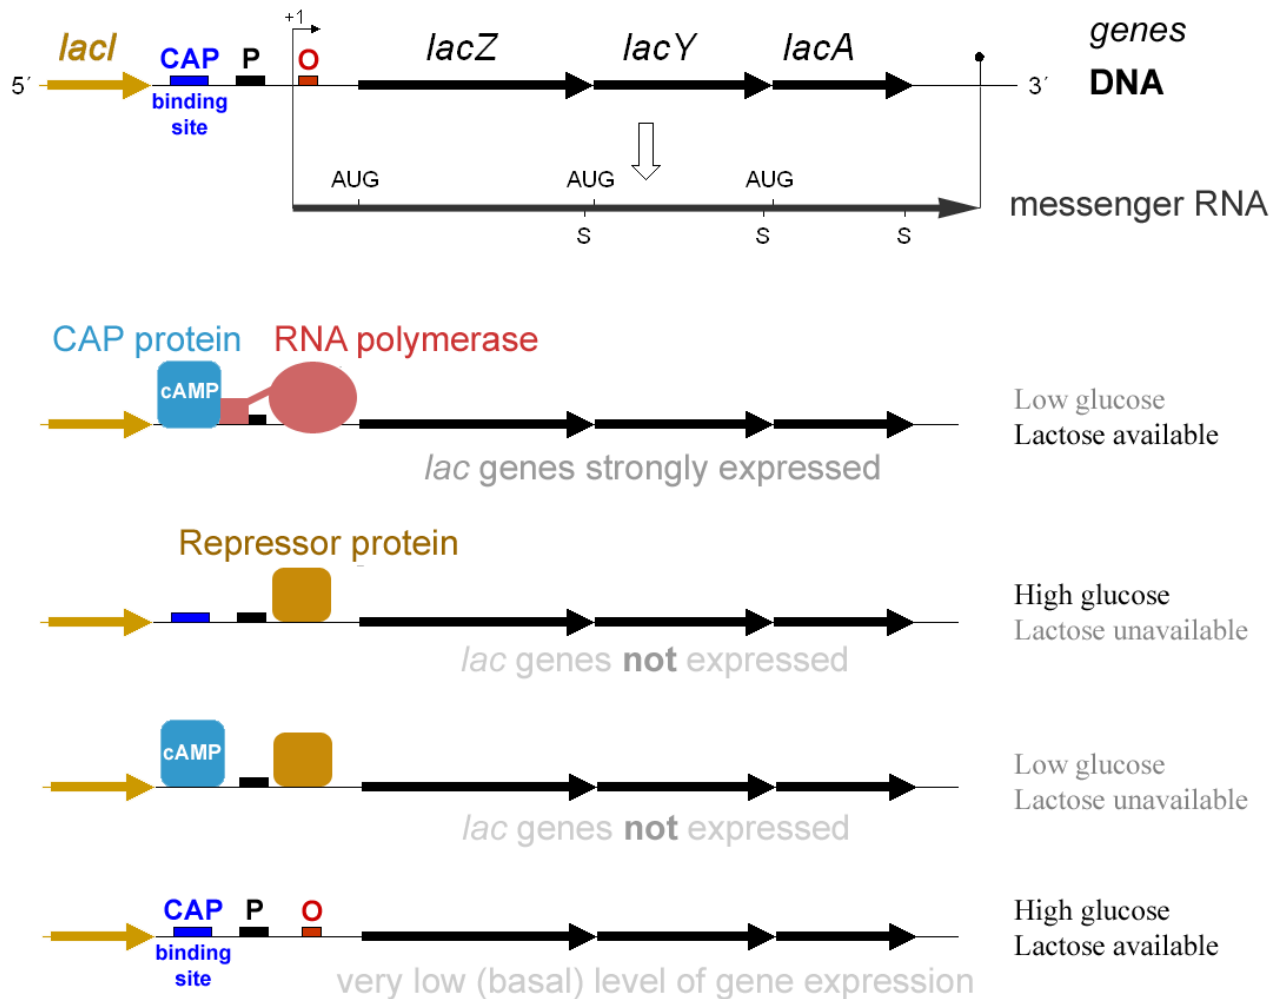 +1
lacI CAP P O lacZ lacY lacA genes
5´ 3´ DNA
binding
site
AUG AUG AUG
messenger RNA
S S S
CAP protein RNA polymerase
cAMP
Low glucose
Lactose available
lac genes strongly expressed
Repressor protein
High glucose
Lactose unavailable
lac genes not expressed
cAMP
Low glucose
Lactose unavailable
lac genes not expressed
CAP P O
High glucose
Lactose available
binding
site
very low (basal) level of gene expression